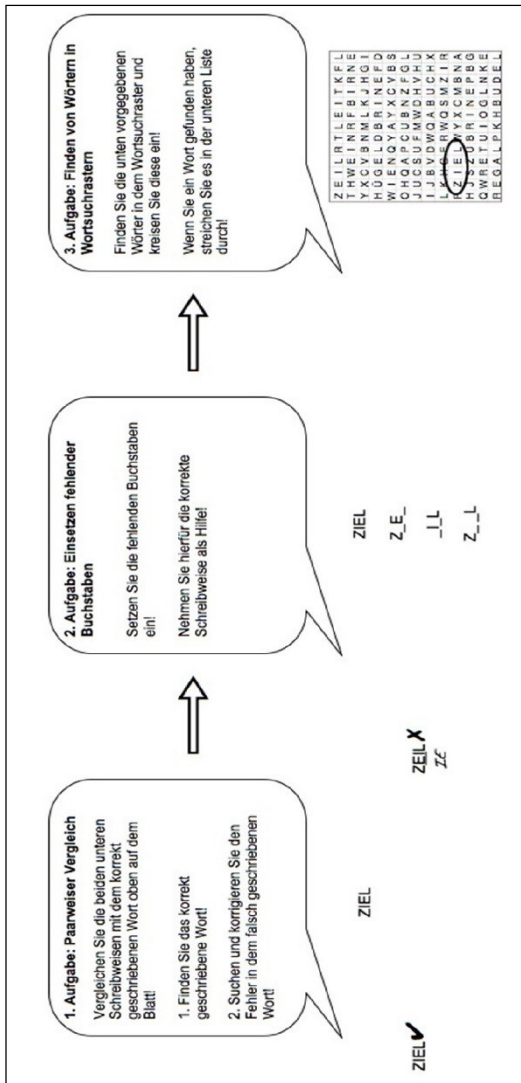 1. Aufgabe: Paarweiser Vergleich
Vergleichen Sie die beiden unteren
Schreibweisen mit dem korrekt
geschriebenen Wort oben auf dem
Blatt!
1. Finden Sie das korrekt
geschriebene Wort!
2. Suchen und korrigieren Sie den
Fehler in dem falsch geschriebenen
Wort!
ZIEL
ZIEL✔ ZEIL✗
IE
2. Aufgabe: Einsetzen fehlender
Buchstaben
Setzen Sie die fehlenden Buchstaben
ein!
Nehmen Sie hierfür die korrekte
Schreibweise als Hilfe!
ZIEL
Z_E_
_I_L
Z_ _L
3. Aufgabe: Finden von Wörtern in
Wortsuchrastern
Finden Sie die unten vorgegebenen
Wörter in dem Wortsuchraster und
kreisen Sie diese ein!
Wenn Sie ein Wort gefunden haben,
streichen Sie es in der unteren Liste
durch!
Z E I L R T L E I T K F L
T H W E I N R F B I R N E
Y X C V B N M L K J H G I
H U G E L D B R I N E F D
W I E N Q Y A Y X C V B S
O H Q A P C U B N Z F G L
J U C S U F M W D H V H U
I J B V D W Q A B U C H X
L K R W Q S M Z I R
R Z I E L W Y X C M B N A
H J S B R I N E P B G
Q W R E T U I O G L N K E
R E G A L P K H B U D E L